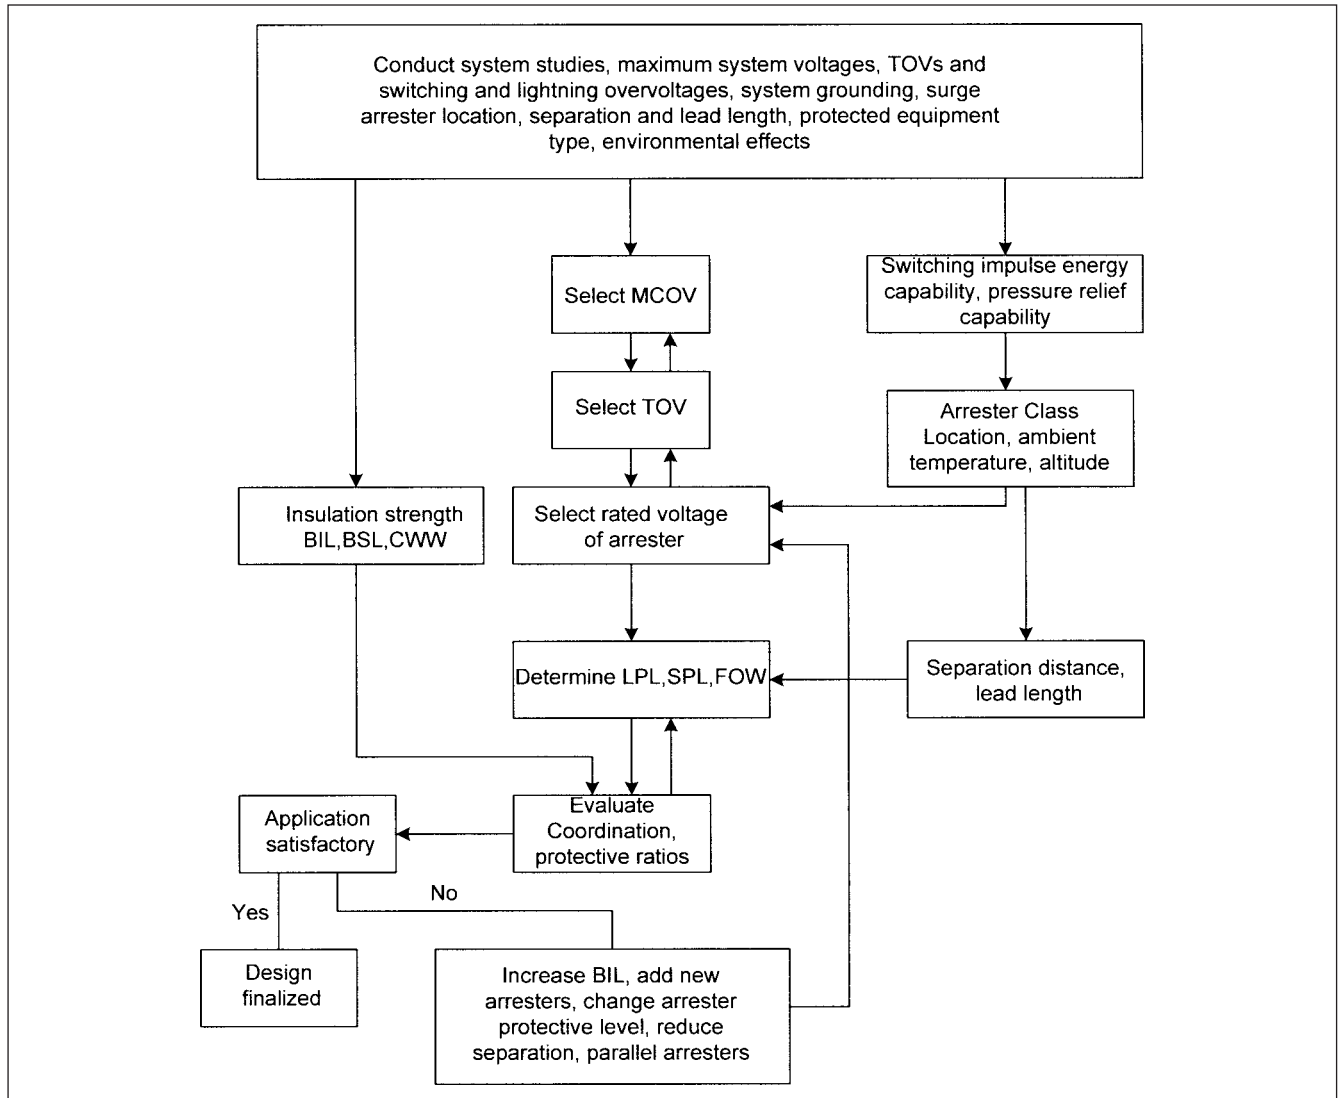 Conduct system studies, maximum system voltages, TOVs and
switching and lightning overvoltages, system grounding, surge
arrester location, separation and lead length, protected equipment
type, environmental effects
Select MCOV
Switching impulse energy
capability, pressure relief
capability
Select TOV
Arrester Class
Location, ambient
temperature, altitude
Insulation strength
BIL,BSL,CWW
Select rated voltage
of arrester
Determine LPL,SPL,FOW
Separation distance,
lead length
Application
satisfactory
Evaluate
Coordination,
protective ratios
Yes
No
Design
finalized
Increase BIL, add new
arresters, change arrester
protective level, reduce
separation, parallel arresters